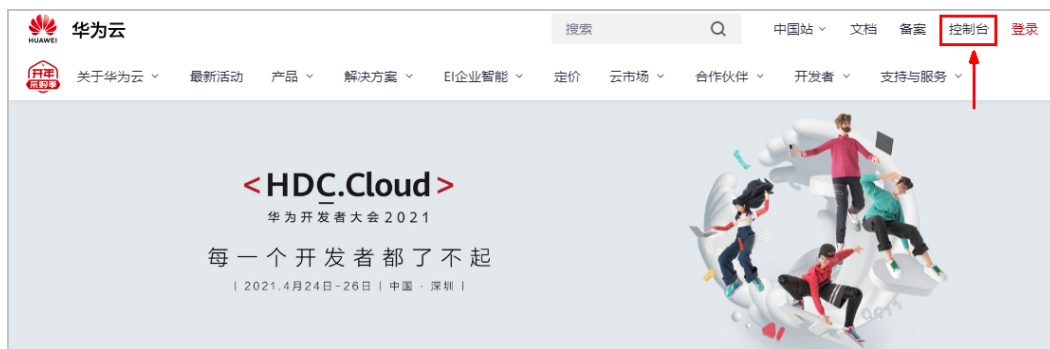 HUAWEI 华为云 搜索 中国站 文档 备案 控制台 登录
开年采购季 关于华为云 最新活动 产品 解决方案 EI企业智能 定价 云市场 合作伙伴 开发者 支持与服务
<HDC.Cloud>
华为开发者大会2021
每一个开发者都了不起
| 2021.4月24日-26日 | 中国 · 深圳 |